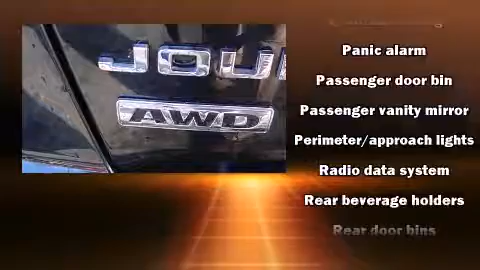 JOU
AWD
Panic alarm
Passenger door bin
Passenger vanity mirror
Perimeter/approach lights
Radio data system
Rear beverage holders
Rear door bins